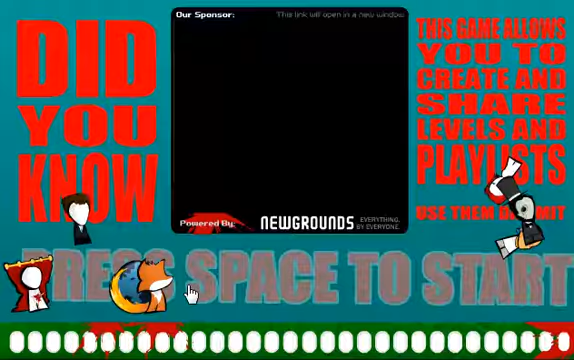 DID
YOU
KNOW
Our Sponsor:
This link will open in a new window
Powered By:
NEWGROUNDS
EVERYTHING.
BY EVERYONE.
THIS GAME ALLOWS
YOU TO
CREATE AND
SHARE
LEVELS AND
PLAYLISTS
USE THEM
PRESS SPACE TO START